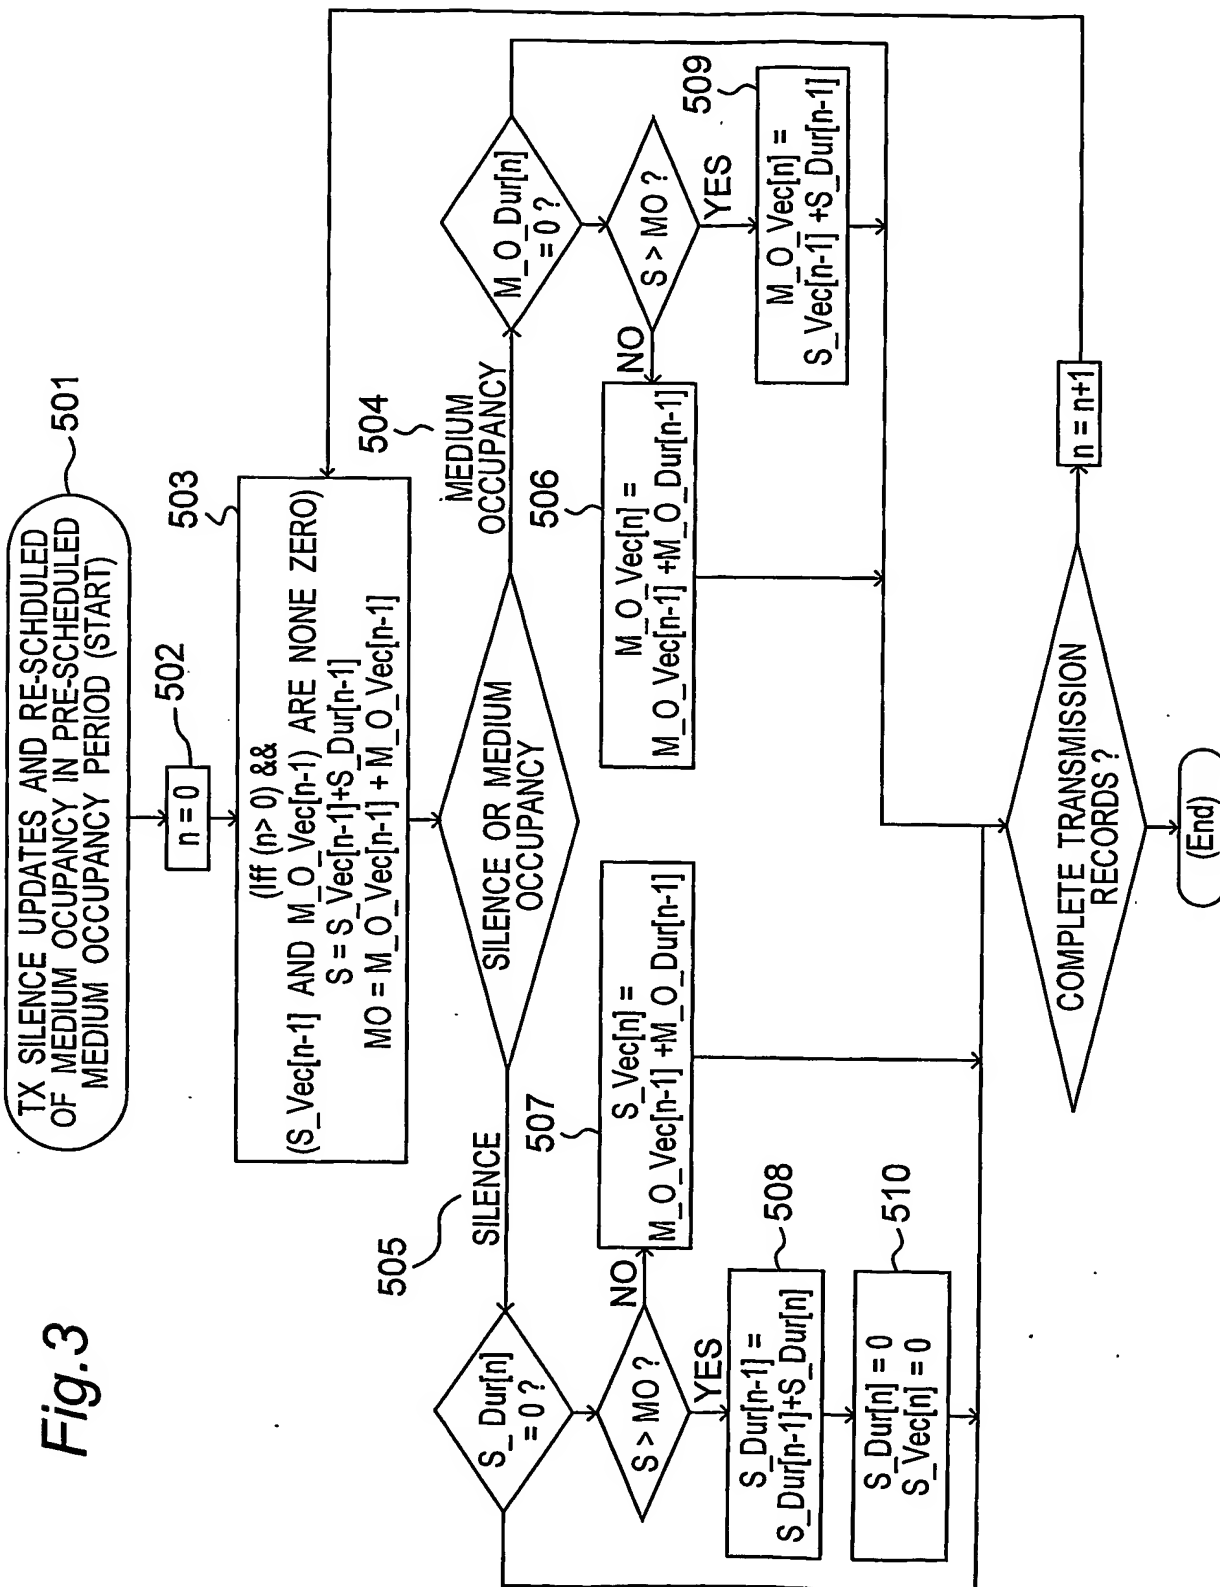 Fig.3
TX SILENCE UPDATES AND RE-SCHDULED
OF MEDIUM OCUPANCY IN PRE-SCHEDULED
MEDIUM OCCUPANCY PERIOD (START)
501
n = 0
502
503
(Iff (n> 0) &&
(S_Vec[n-1] AND M_O_Vec[n-1) ARE NONE ZERO)
S = S_Vec[n-1]+S_Dur[n-1]
MO = M_O_Vec[n-1] + M_O_Vec[n-1]
SILENCE OR MEDIUM
OCCUPANCY
505
SILENCE
504
MEDIUM
OCCUPANCY
S_Dur[n]
= 0 ?
S > MO ?
NO
YES
507
S_Vec[n] =
M_O_Vec[n-1] +M_O_Dur[n-1]
508
S_Dur[n-1] =
S_Dur[n-1]+S_Dur[n]
510
S_Dur[n] = 0
S_Vec[n] = 0
M_O_Dur[n]
= 0 ?
S > MO ?
NO
YES
506
M_O_Vec[n] =
M_O_Vec[n-1] +M_O_Dur[n-1]
509
M_O_Vec[n] =
S_Vec[n-1] +S_Dur[n-1]
COMPLETE TRANSMISSION
RECORDS ?
n = n+1
(End)